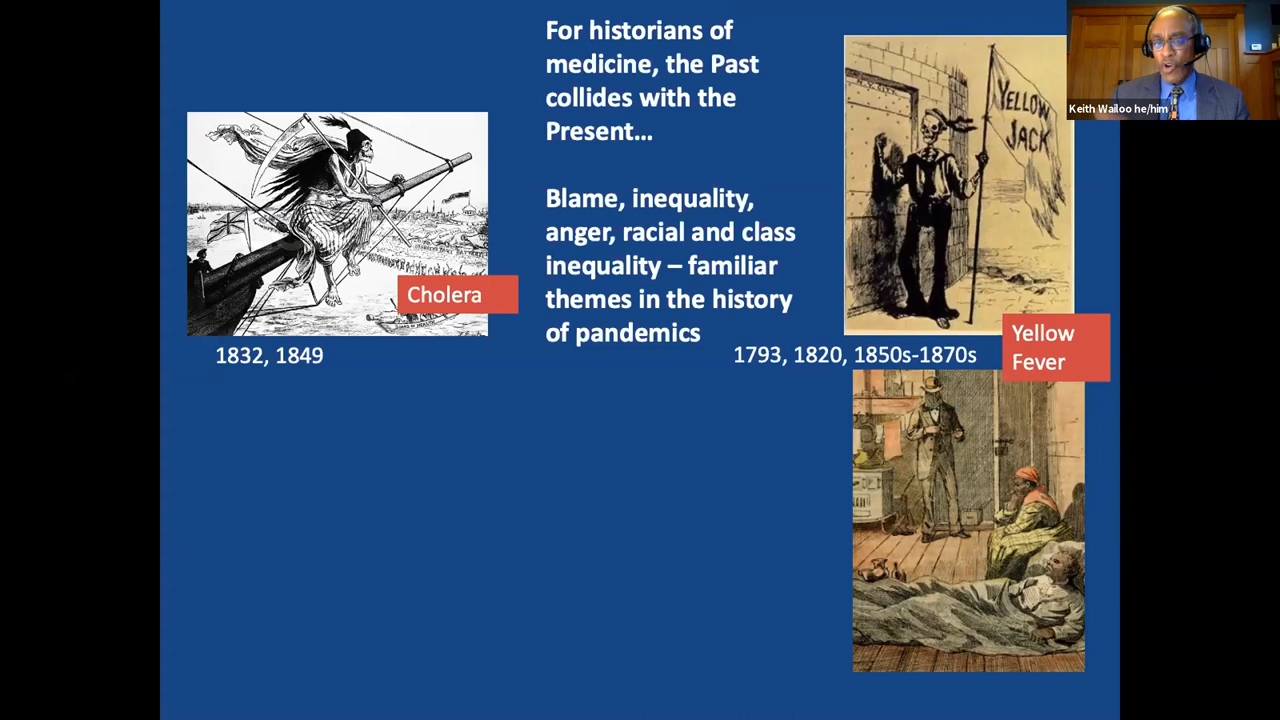 For historians of
medicine, the Past
collides with the
Present...
Blame, inequality,
anger, racial and class
inequality – familiar
themes in the history
of pandemics
Cholera
1832, 1849
YELLOW
JACK
Yellow
Fever
1793, 1820, 1850s-1870s
Keith Wailoo he/him